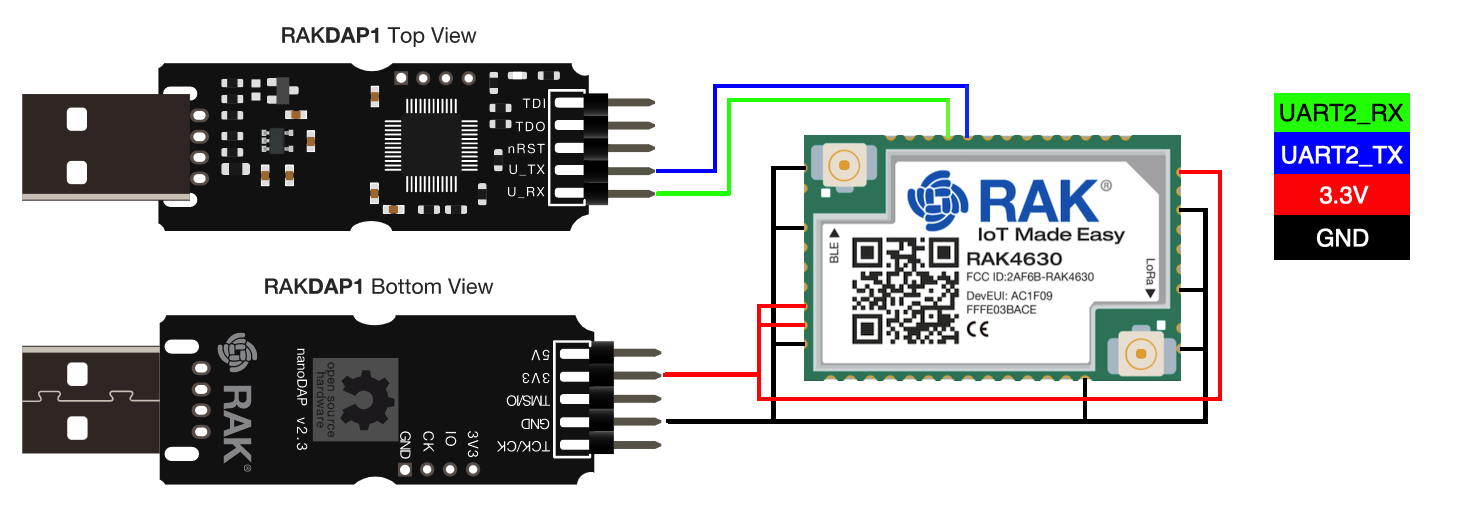 RAKDAP1 Top View
TDI
TDO
nRST
U_TX
U_RX
UART2_RX
UART2_TX
3.3V
GND
RAK®
IoT Made Easy
RAK4630
FCC ID:2AF6B-RAK4630
DevEUI: AC1F09
FFFE03BACE
BLE
LoRa
RAKDAP1 Bottom View
RAK®
nanoDAP v2.3
open source
hardware
5V
3V3
TMS/IO
GND
TCK/CK
GND
CK
IO
3V3